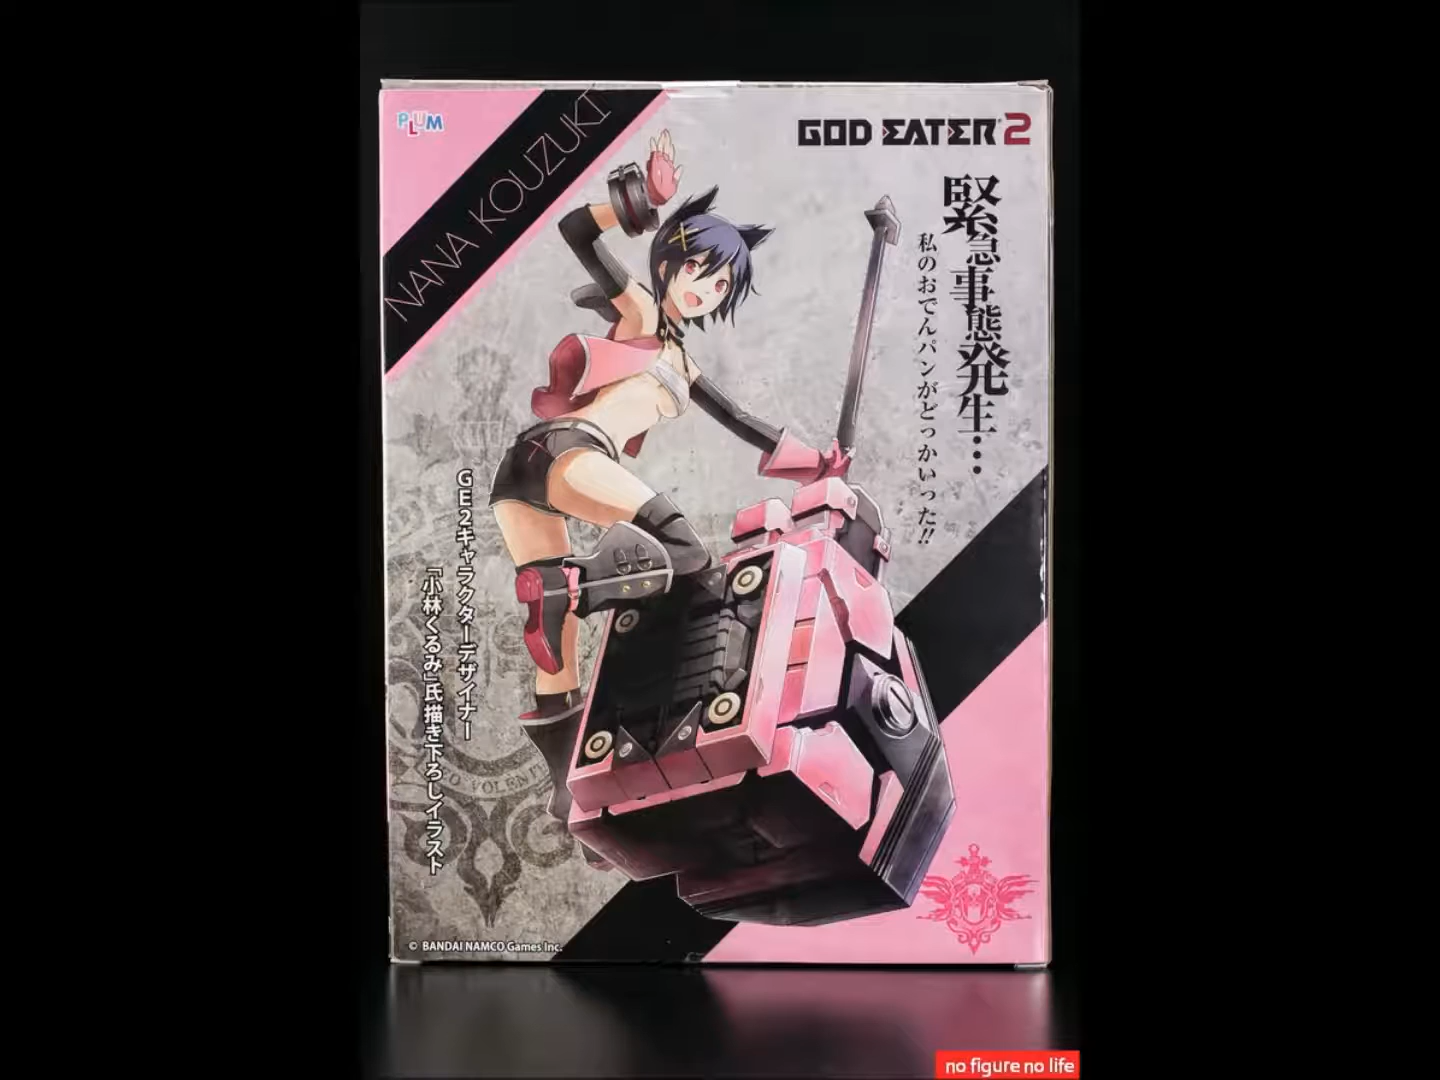 PLUM
NANA KOUZUKI
GOD EATER 2
緊急事態発生…
私のおでんパンがどっかいった!!
GE2キャラクターデザイナー
「小林くるみ」氏描き下ろしイラスト
© BANDAI NAMCO Games Inc.
no figure no life